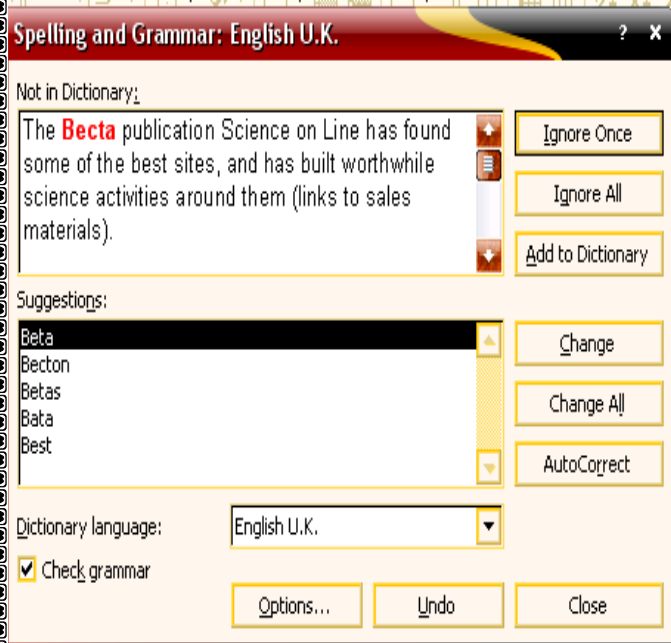 Spelling and Grammar: English U.K.
? X
Not in Dictionary:
The Becta publication Science on Line has found
some of the best sites, and has built worthwhile
science activities around them (links to sales
materials).
Ignore Once
Ignore All
Add to Dictionary
Suggestions:
Beta
Becton
Betas
Bata
Best
Change
Change All
AutoCorrect
Dictionary language:
English U.K.
Check grammar
Options...
Undo
Close